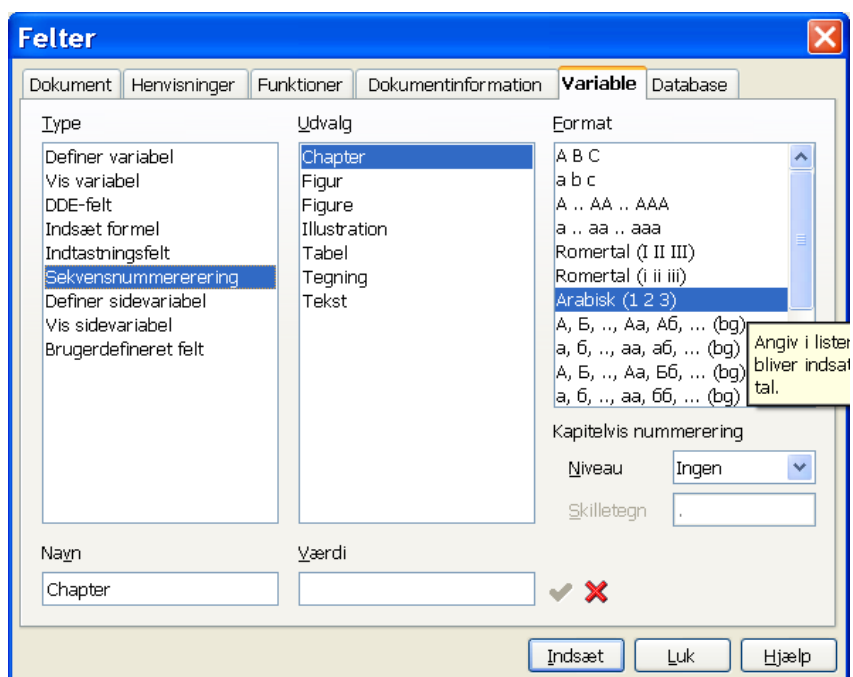 Felter
Dokument Henvisninger Funktioner Dokumentinformation Variable Database
Type
Definer variabel
Vis variabel
DDE-felt
Indsæt formel
Indtastningsfelt
Sekvensnummererering
Definer sidevariabel
Vis sidevariabel
Brugerdefineret felt
Udvalg
Chapter
Figur
Figure
Illustration
Tabel
Tegning
Tekst
Format
A B C
a b c
A .. AA .. AAA
a .. aa .. aaa
Romertal (I II III)
Romertal (i ii iii)
Arabisk (1 2 3)
А, Б, .., Аа, Аб, ... (bg)
а, б, .., аа, аб, ... (bg)
А, Б, .., Аа, Бб, ... (bg)
а, б, .., аа, бб, ... (bg)
Angiv i lister
bliver indsat
tal.
Kapitelvis nummerering
Niveau Ingen
Skilletegn .
Navn
Chapter
Værdi
Indsæt Luk Hjælp